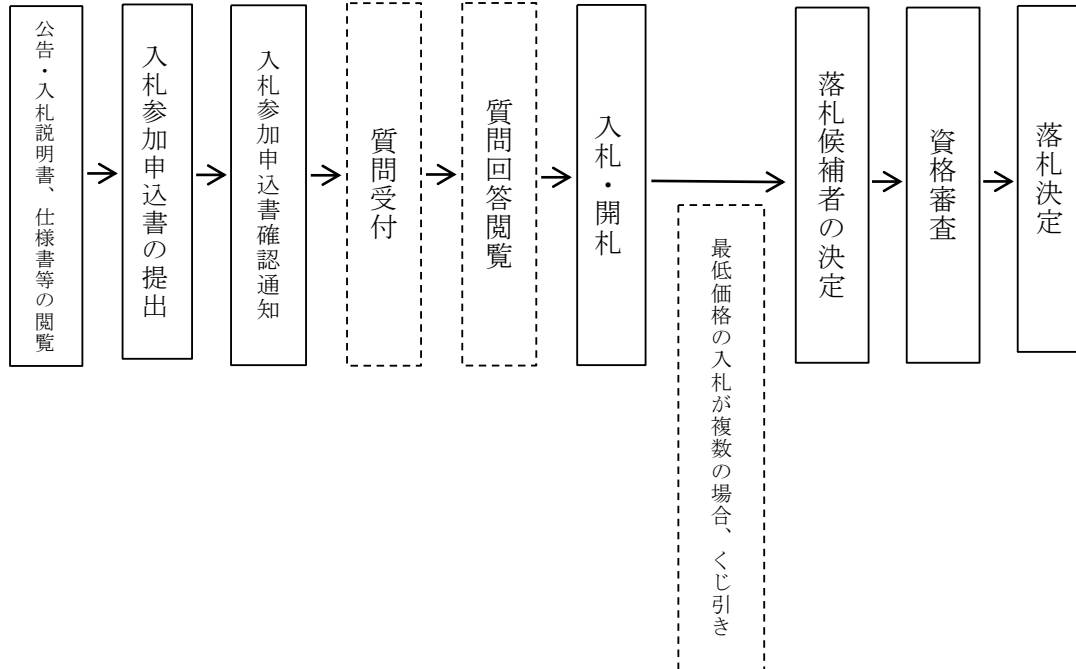 公告・入札説明書、仕様書等の閲覧
入札参加申込書の提出
入札参加申込書確認通知
質問受付
質問回答閲覧
入札・開札
最低価格の入札が複数の場合、くじ引き
落札候補者の決定
資格審査
落札決定